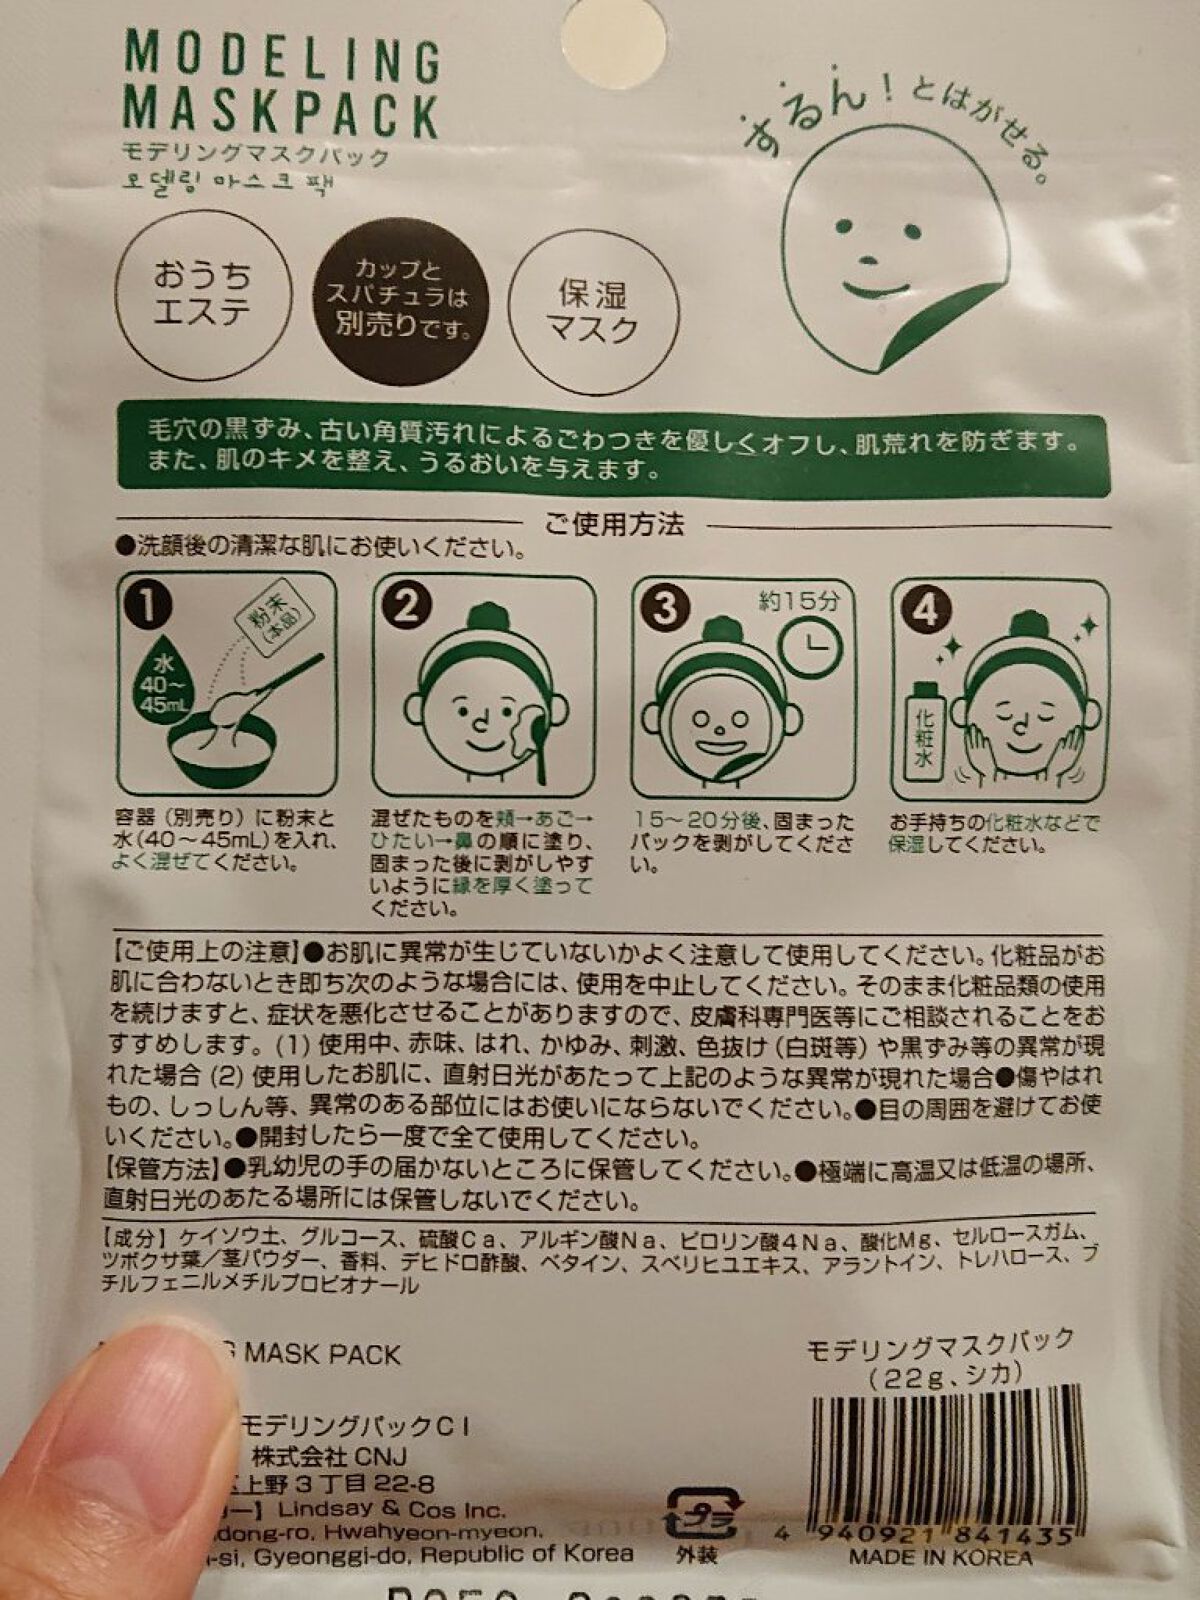 MODELING
MASKPACK
モデリングマスクパック
모델링 마스크 팩
するん!とはがせる。
おうち
エステ
カップと
スパチュラは
別売りです。
保湿
マスク
毛穴の黒ずみ、古い角質汚れによるごわつきを優しくオフし、肌荒れを防ぎます。
また、肌のキメを整え、うるおいを与えます。
ご使用方法
●洗顔後の清潔な肌にお使いください。
1
粉末
(本品)
水
40～
45mL
容器(別売り)に粉末と
水(40～45mL)を入れ、
よく混ぜてください。
2
混ぜたものを頬→あご→
ひたい→鼻の順に塗り、
固まった後に剥がしやす
いように縁を厚く塗って
ください。
3
約15分
15～20分後、固まった
パックを剥がしてくださ
い。
4
化粧水
お手持ちの化粧水などで
保湿してください。
【ご使用上の注意】●お肌に異常が生じていないかよく注意して使用してください。化粧品がお
肌に合わないとき即ち次のような場合には、使用を中止してください。そのまま化粧品類の使用
を続けますと、症状を悪化させることがありますので、皮膚科専門医等にご相談されることをお
すすめします。(1)使用中、赤味、はれ、かゆみ、刺激、色抜け(白斑等)や黒ずみ等の異常が現
れた場合(2)使用したお肌に、直射日光があたって上記のような異常が現れた場合●傷やはれ
もの、しっしん等、異常のある部位にはお使いにならないでください。●目の周囲を避けてお使
いください。●開封したら一度で全て使用してください。
【保管方法】●乳幼児の手の届かないところに保管してください。●極端に高温又は低温の場所、
直射日光のあたる場所には保管しないでください。
【成分】ケイソウ土、グルコース、硫酸Ca、アルギン酸Na、ピロリン酸4Na、酸化Mg、セルロースガム、
ツボクサ葉/茎パウダー、香料、デヒドロ酢酸、ベタイン、スベリヒユエキス、アラントイン、トレハロース、ブ
チルフェニルメチルプロピオナール
MASK PACK
モデリングパックCI
株式会社 CNJ
上野3丁目22-8
ー】Lindsay & Cos Inc.
dong-ro, Hwahyeon-myeon,
-si, Gyeonggi-do, Republic of Korea
プラ
外装
モデリングマスクパック
(22g、シカ)
4 940921 841435
MADE IN KOREA